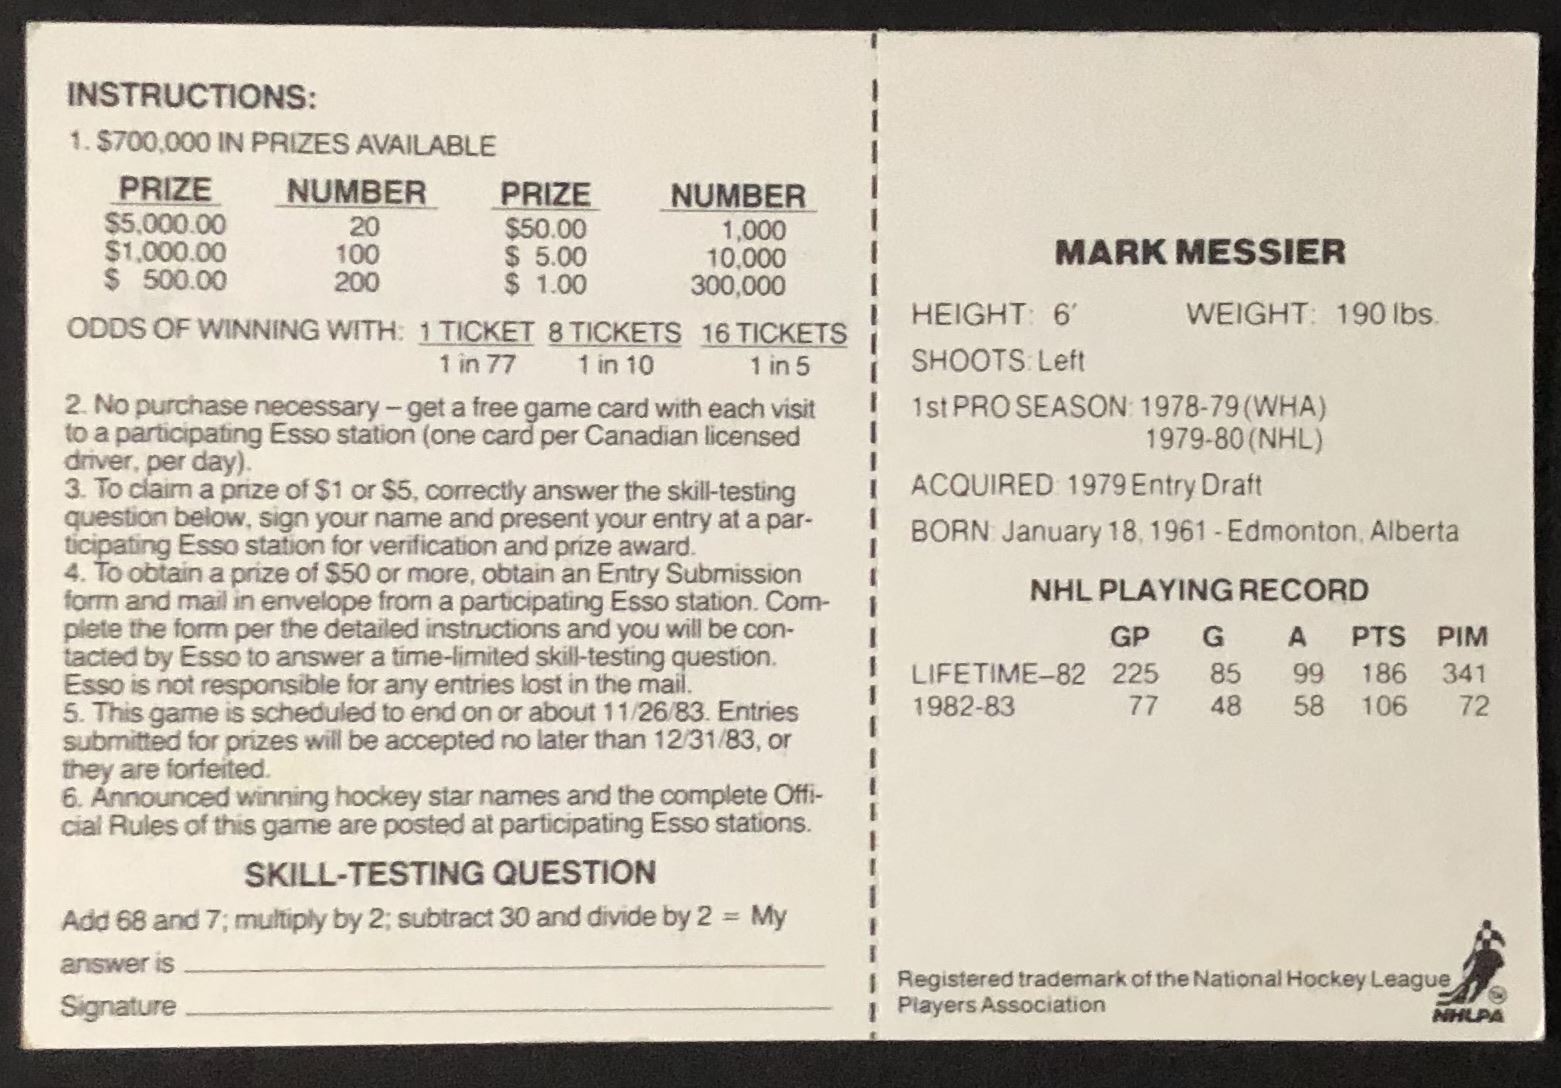 INSTRUCTIONS:
1. $700,000 IN PRIZES AVAILABLE
PRIZE NUMBER PRIZE NUMBER
$5,000.00 20 $50.00 1,000
$1,000.00 100 $ 5.00 10,000
$ 500.00 200 $ 1.00 300,000
ODDS OF WINNING WITH: 1 TICKET 8 TICKETS 16 TICKETS
1 in 77 1 in 10 1 in 5
2. No purchase necessary – get a free game card with each visit
to a participating Esso station (one card per Canadian licensed
driver, per day).
3. To claim a prize of $1 or $5, correctly answer the skill-testing
question below, sign your name and present your entry at a par-
ticipating Esso station for verification and prize award.
4. To obtain a prize of $50 or more, obtain an Entry Submission
form and mail in envelope from a participating Esso station. Com-
plete the form per the detailed instructions and you will be con-
tacted by Esso to answer a time-limited skill-testing question.
Esso is not responsible for any entries lost in the mail.
5. This game is scheduled to end on or about 11/26/83. Entries
submitted for prizes will be accepted no later than 12/31/83, or
they are forfeited.
6. Announced winning hockey star names and the complete Offi-
cial Rules of this game are posted at participating Esso stations.
SKILL-TESTING QUESTION
Add 68 and 7; multiply by 2; subtract 30 and divide by 2 = My
answer is
Signature
MARK MESSIER
HEIGHT: 6' WEIGHT: 190 lbs.
SHOOTS: Left
1st PRO SEASON: 1978-79 (WHA)
1979-80 (NHL)
ACQUIRED: 1979 Entry Draft
BORN: January 18, 1961 - Edmonton, Alberta
NHL PLAYING RECORD
GP G A PTS PIM
LIFETIME–82 225 85 99 186 341
1982-83 77 48 58 106 72
Registered trademark of the National Hockey League
Players Association
TM
NHLPA